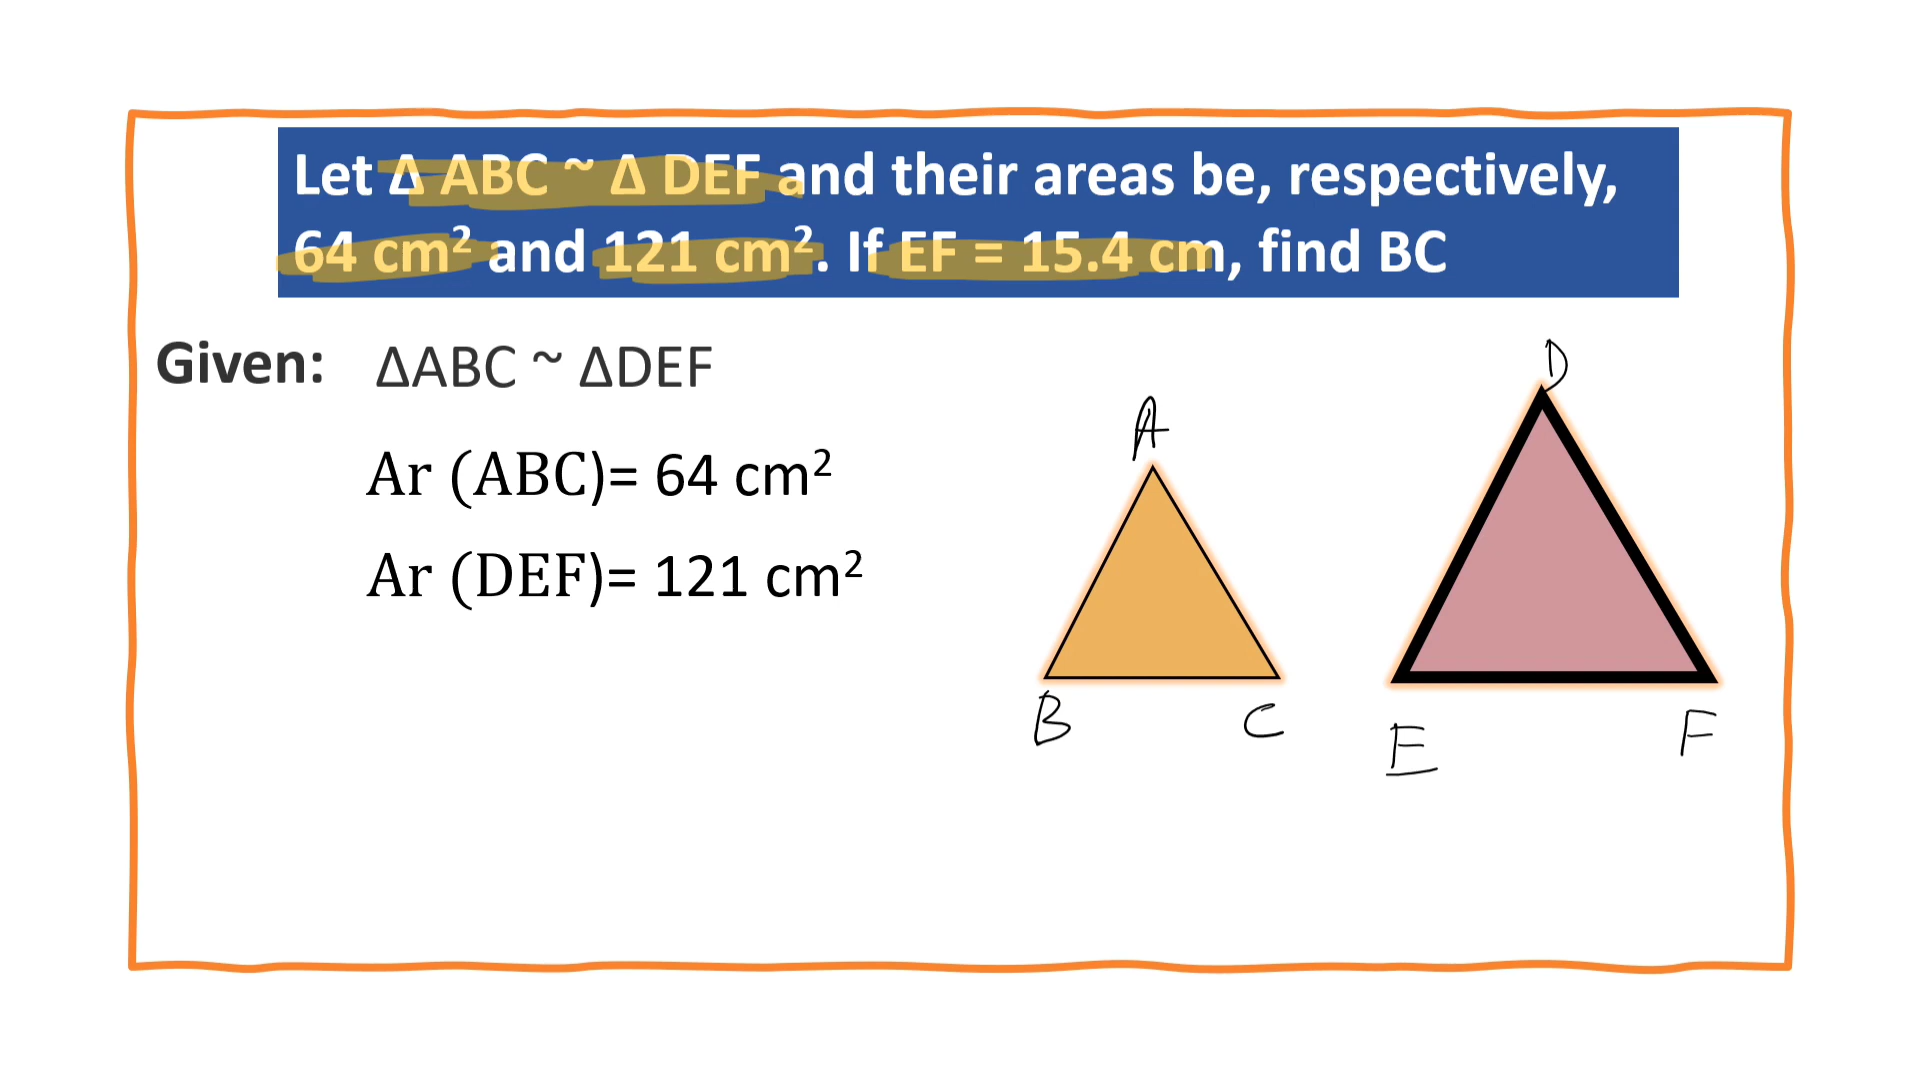 Let Δ ABC ~ Δ DEF and their areas be, respectively,
64 cm² and 121 cm². If EF = 15.4 cm, find BC
Given: ΔABC ~ ΔDEF
Ar (ABC)= 64 cm²
Ar (DEF)= 121 cm²
A
D
B
C
E
F